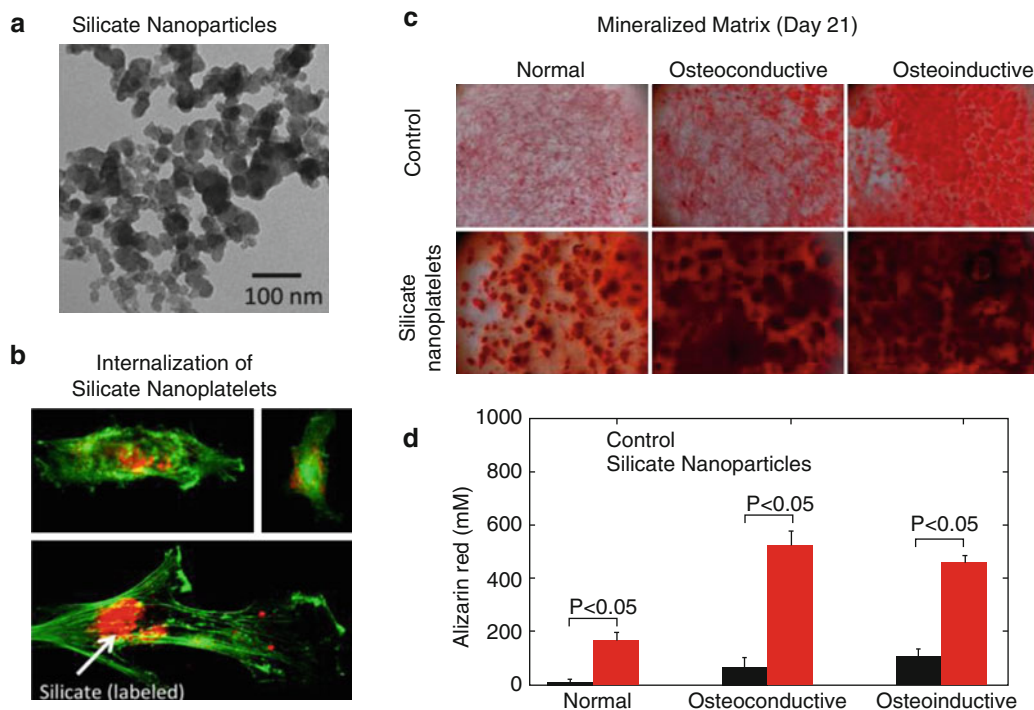 a Silicate Nanoparticles
100 nm
b Internalization of
Silicate Nanoplatelets
Silicate (labeled)
c Mineralized Matrix (Day 21)
Normal Osteoconductive Osteoinductive
Control
Silicate
nanoplatelets
d
1000
800
600
400
200
0
Alizarin red (mM)
Control
Silicate Nanoparticles
P<0.05
P<0.05
P<0.05
Normal Osteoconductive Osteoinductive